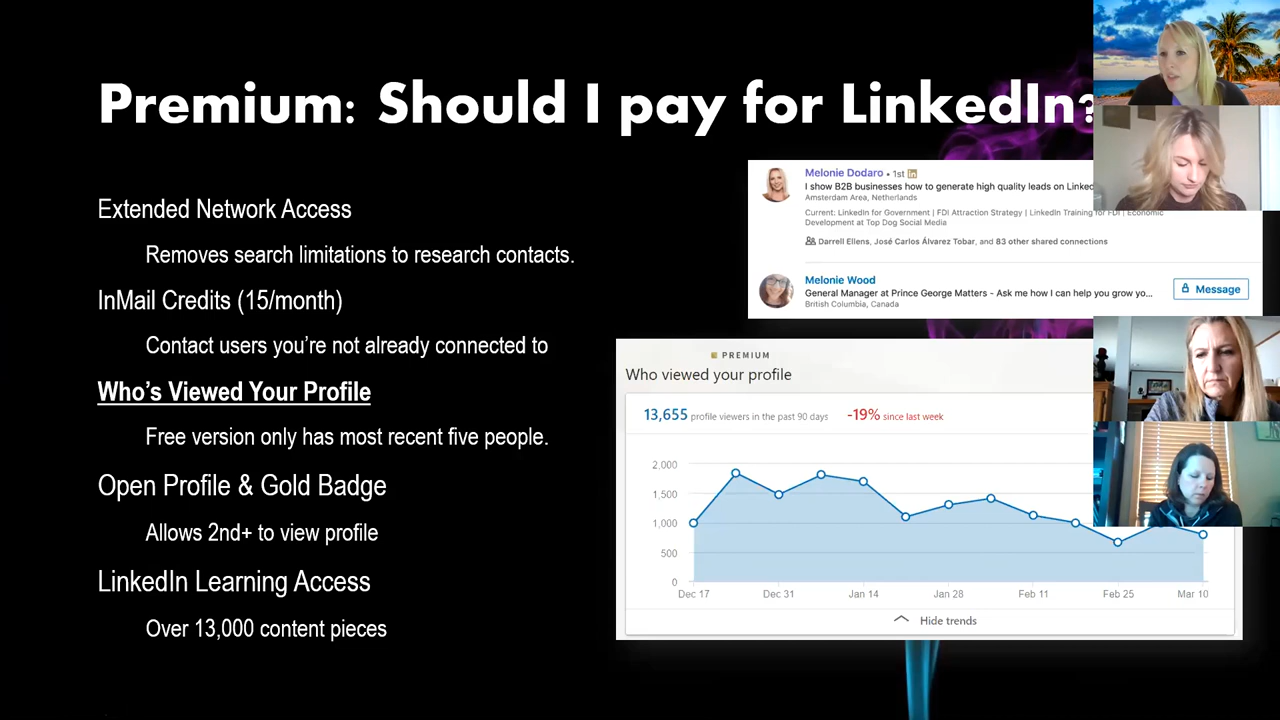 Premium: Should I pay for LinkedIn?
Extended Network Access
Removes search limitations to research contacts.
InMail Credits (15/month)
Contact users you're not already connected to
Who's Viewed Your Profile
Free version only has most recent five people.
Open Profile & Gold Badge
Allows 2nd+ to view profile
LinkedIn Learning Access
Over 13,000 content pieces
Melonie Dodaro • 1st in
I show B2B businesses how to generate high quality leads on Linked
Amsterdam Area, Netherlands
Current: LinkedIn for Government | FDI Attraction Strategy | LinkedIn Training for FDI | Economic
Development at Top Dog Social Media
Darrell Ellens, José Carlos Álvarez Tobar, and 83 other shared connections
Melonie Wood
General Manager at Prince George Matters - Ask me how I can help you grow yo...
British Columbia, Canada
Message
PREMIUM
Who viewed your profile
13,655 profile viewers in the past 90 days -19% since last week
2,000
1,500
1,000
500
0
Dec 17 Dec 31 Jan 14 Jan 28 Feb 11 Feb 25 Mar 10
Hide trends